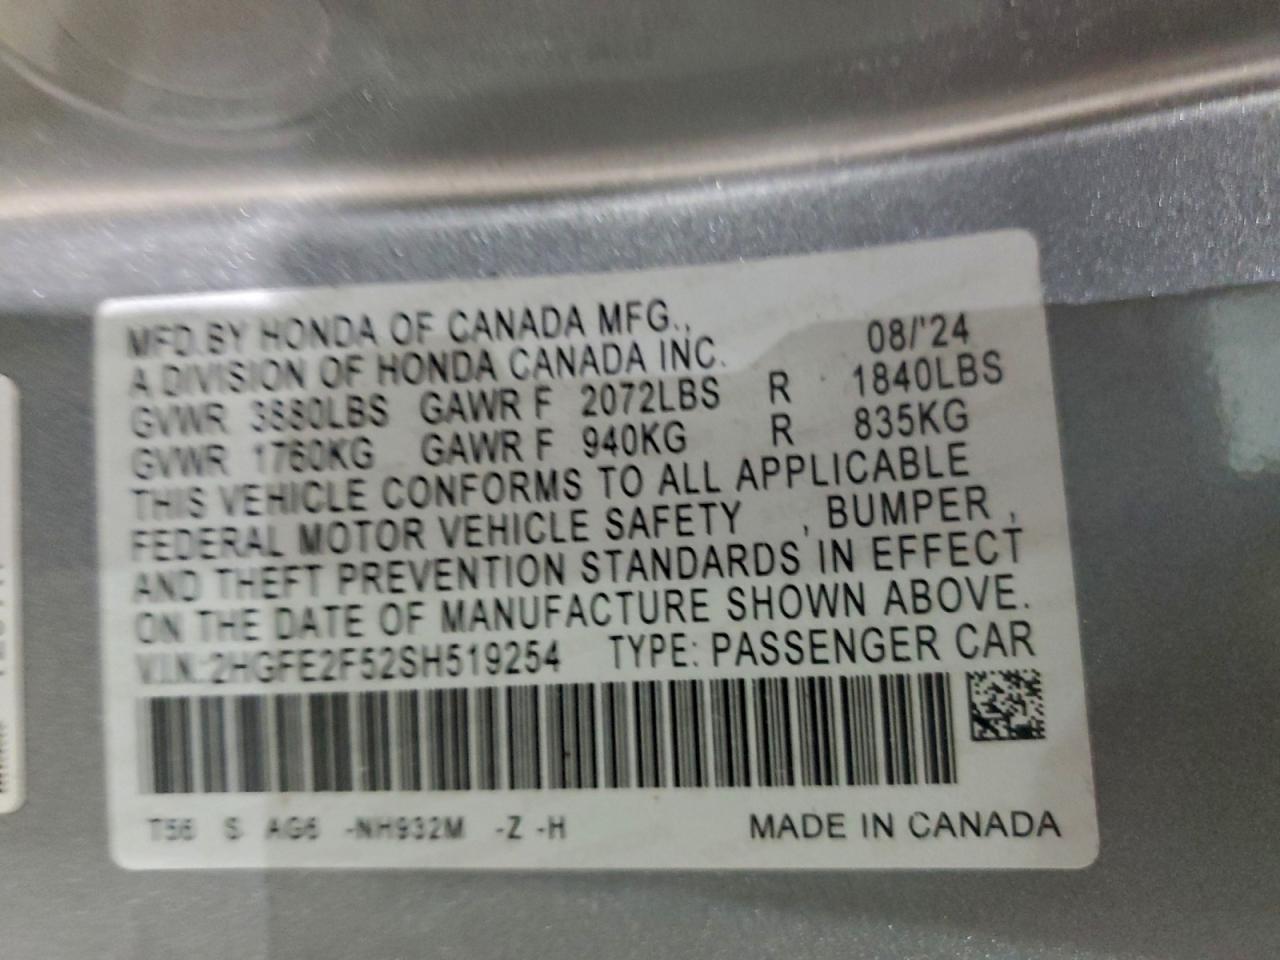 MFD.BY HONDA OF CANADA MFG., 08/'24
A DIVISION OF HONDA CANADA INC.
GVWR 3880LBS GAWR F 2072LBS R 1840LBS
GVWR 1760KG GAWR F 940KG R 835KG
THIS VEHICLE CONFORMS TO ALL APPLICABLE
FEDERAL MOTOR VEHICLE SAFETY , BUMPER ,
AND THEFT PREVENTION STANDARDS IN EFFECT
ON THE DATE OF MANUFACTURE SHOWN ABOVE.
V.I.N.:2HGFE2F52SH519254 TYPE: PASSENGER CAR
T56 S AG6 -NH932M -Z -H MADE IN CANADA